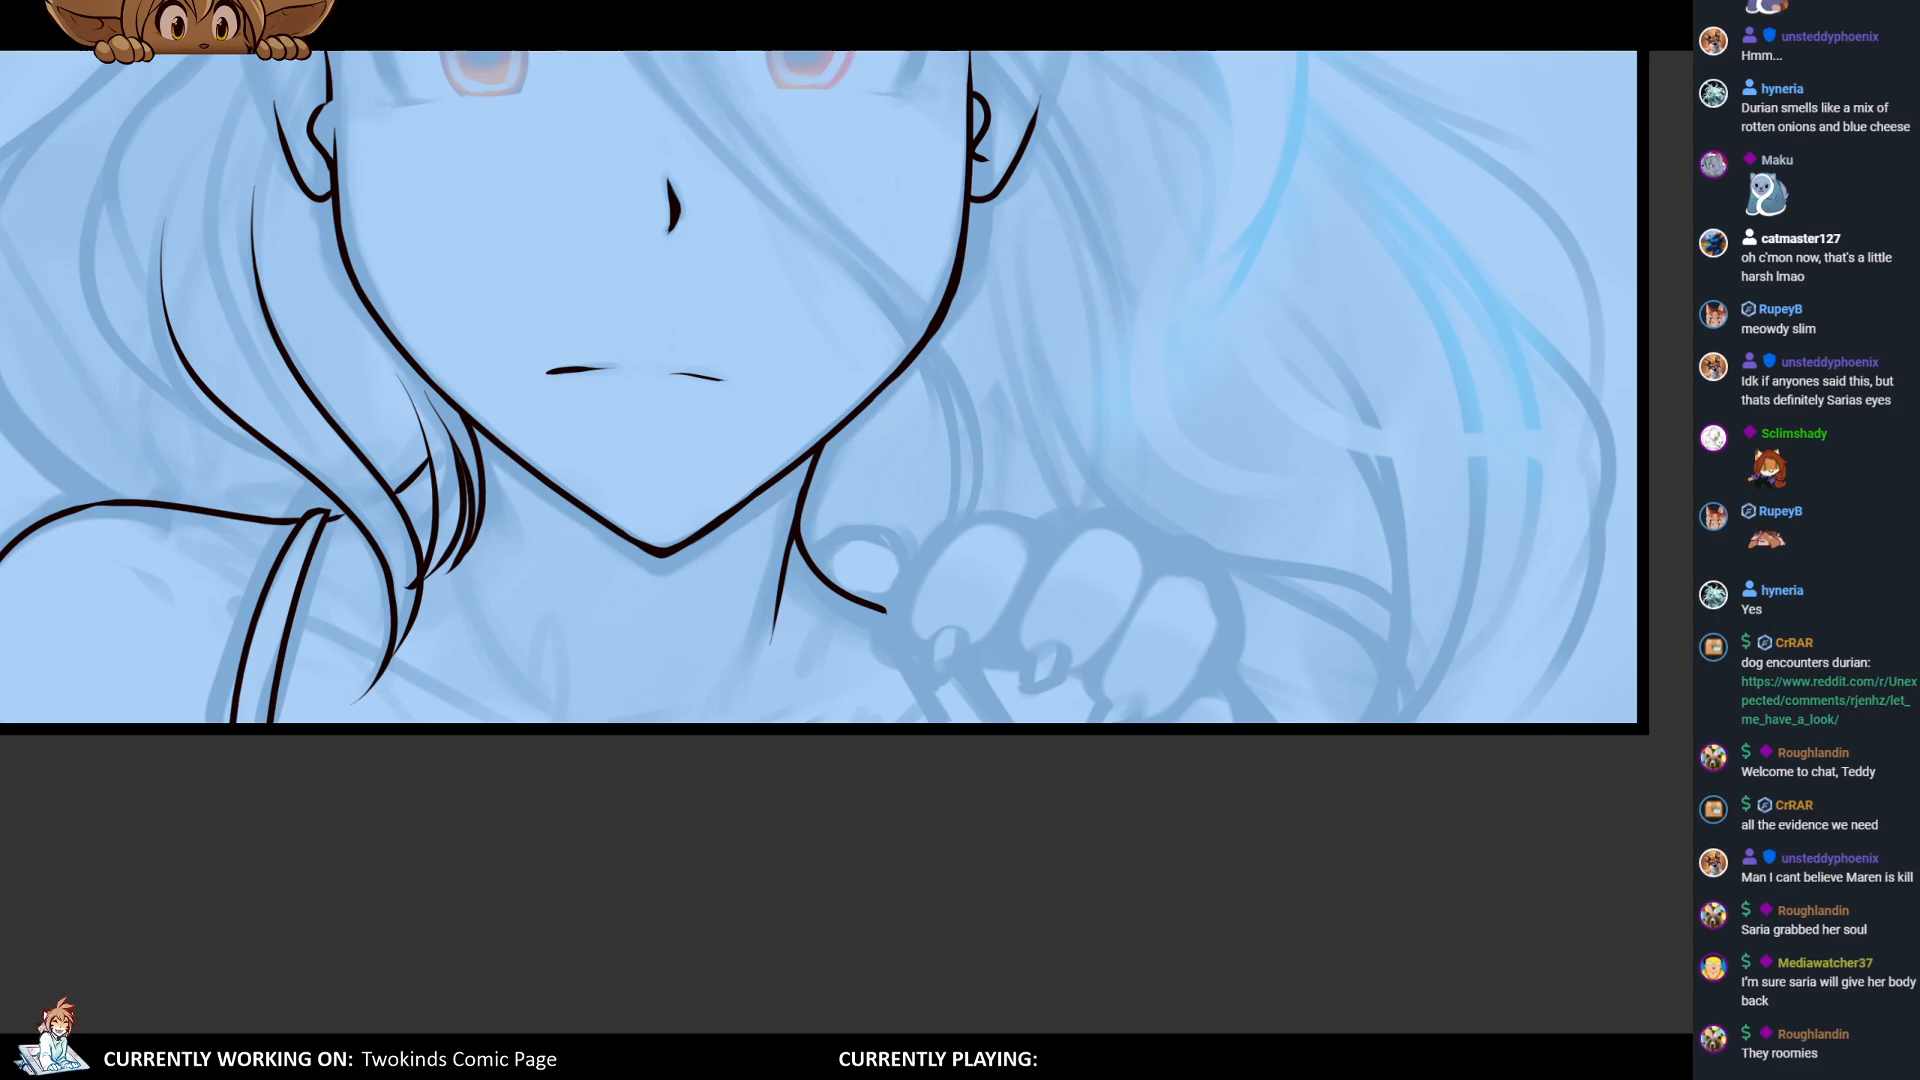 unsteddyphoenix
Hmm...
hyneria
Durian smells like a mix of
rotten onions and blue cheese
Maku
catmaster127
oh c'mon now, that's a little
harsh lmao
RupeyB
meowdy slim
unsteddyphoenix
Idk if anyones said this, but
thats definitely Sarias eyes
Sclimshady
RupeyB
hyneria
Yes
CrRAR
dog encounters durian:
https://www.reddit.com/r/Unex
pected/comments/rjenhz/let_
me_have_a_look/
Roughlandin
Welcome to chat, Teddy
CrRAR
all the evidence we need
unsteddyphoenix
Man I cant believe Maren is kill
Roughlandin
Saria grabbed her soul
Mediawatcher37
I'm sure saria will give her body
back
Roughlandin
They roomies
CURRENTLY WORKING ON: Twokinds Comic Page
CURRENTLY PLAYING: